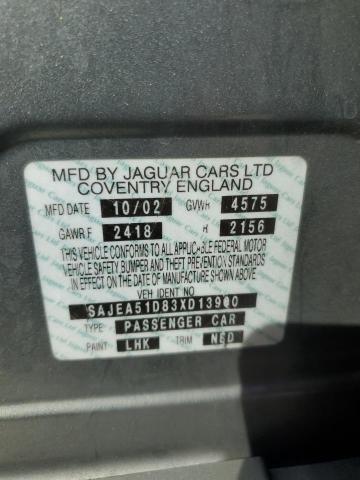 MFD BY JAGUAR CARS LTD
COVENTRY ENGLAND
MFD DATE 10/02 GVWR 4575
GAWR F 2418 R 2156
THIS VEHICLE CONFORMS TO ALL APPLICABLE FEDERAL MOTOR
VEHICLE SAFETY BUMPER AND THEFT PREVENTION STANDARDS
IN EFFECT ON THE DATE OF MANUFACTURE SHOWN ABOVE
VEH IDENT NO
SAJEA51D83XD13900
TYPE PASSENGER CAR
PAINT LHK TRIM NED